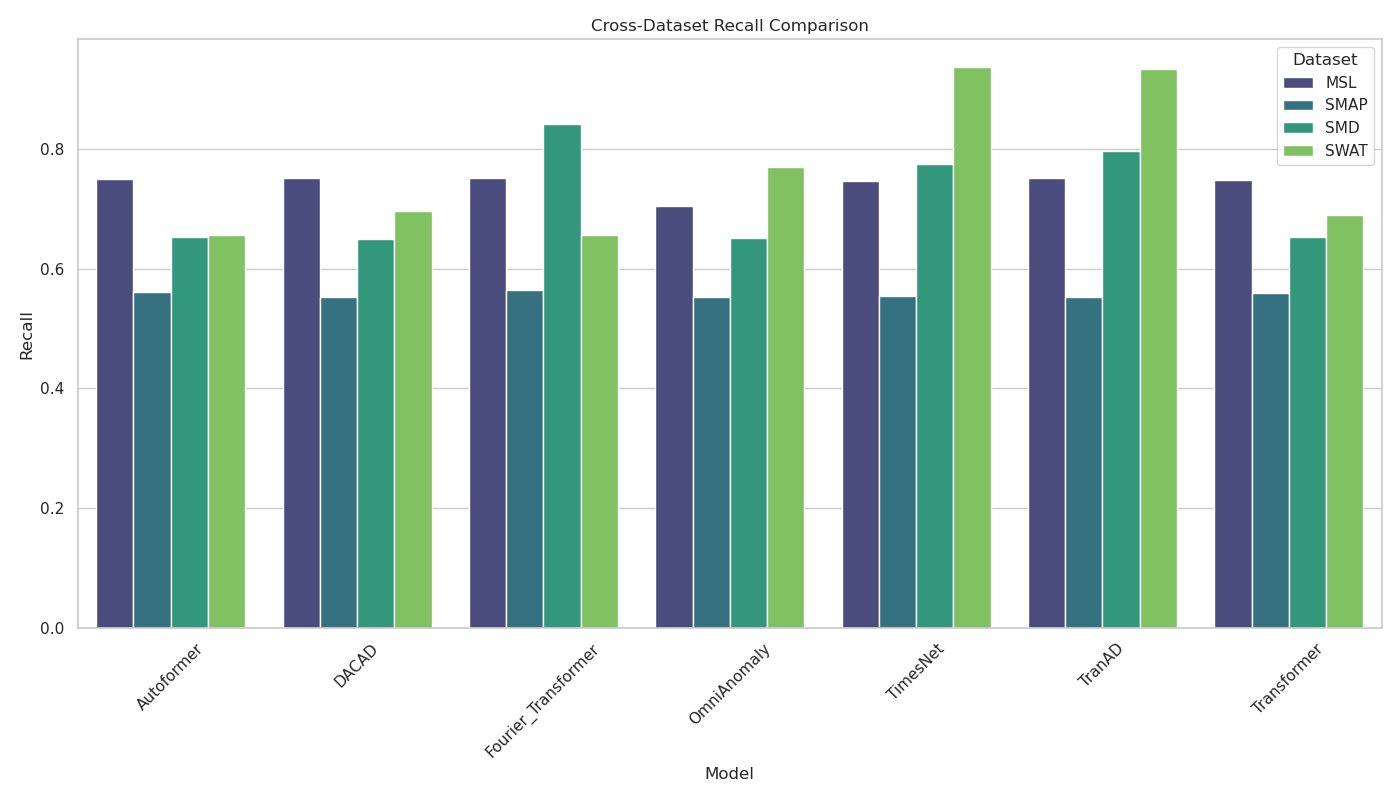 Cross-Dataset Recall Comparison
Dataset
MSL
SMAP
SMD
SWAT
Recall
0.8
0.6
0.4
0.2
0.0
Autoformer
DACAD
Fourier_Transformer
OmniAnomaly
TimesNet
TranAD
Transformer
Model